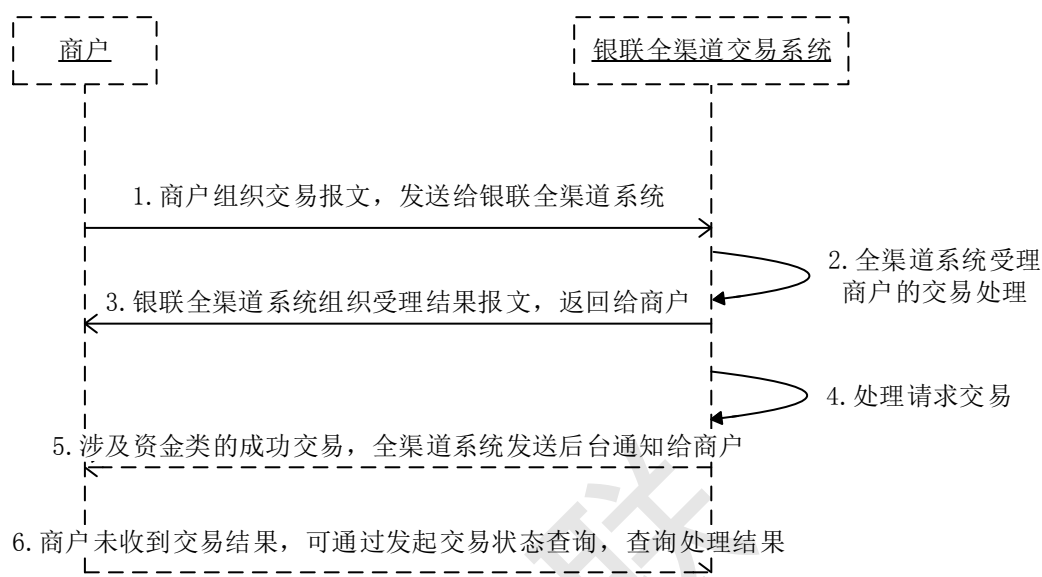 商户
银联全渠道交易系统
1.商户组织交易报文，发送给银联全渠道系统
2.全渠道系统受理
商户的交易处理
3.银联全渠道系统组织受理结果报文，返回给商户
4.处理请求交易
5.涉及资金类的成功交易，全渠道系统发送后台通知给商户
6.商户未收到交易结果，可通过发起交易状态查询，查询处理结果
联